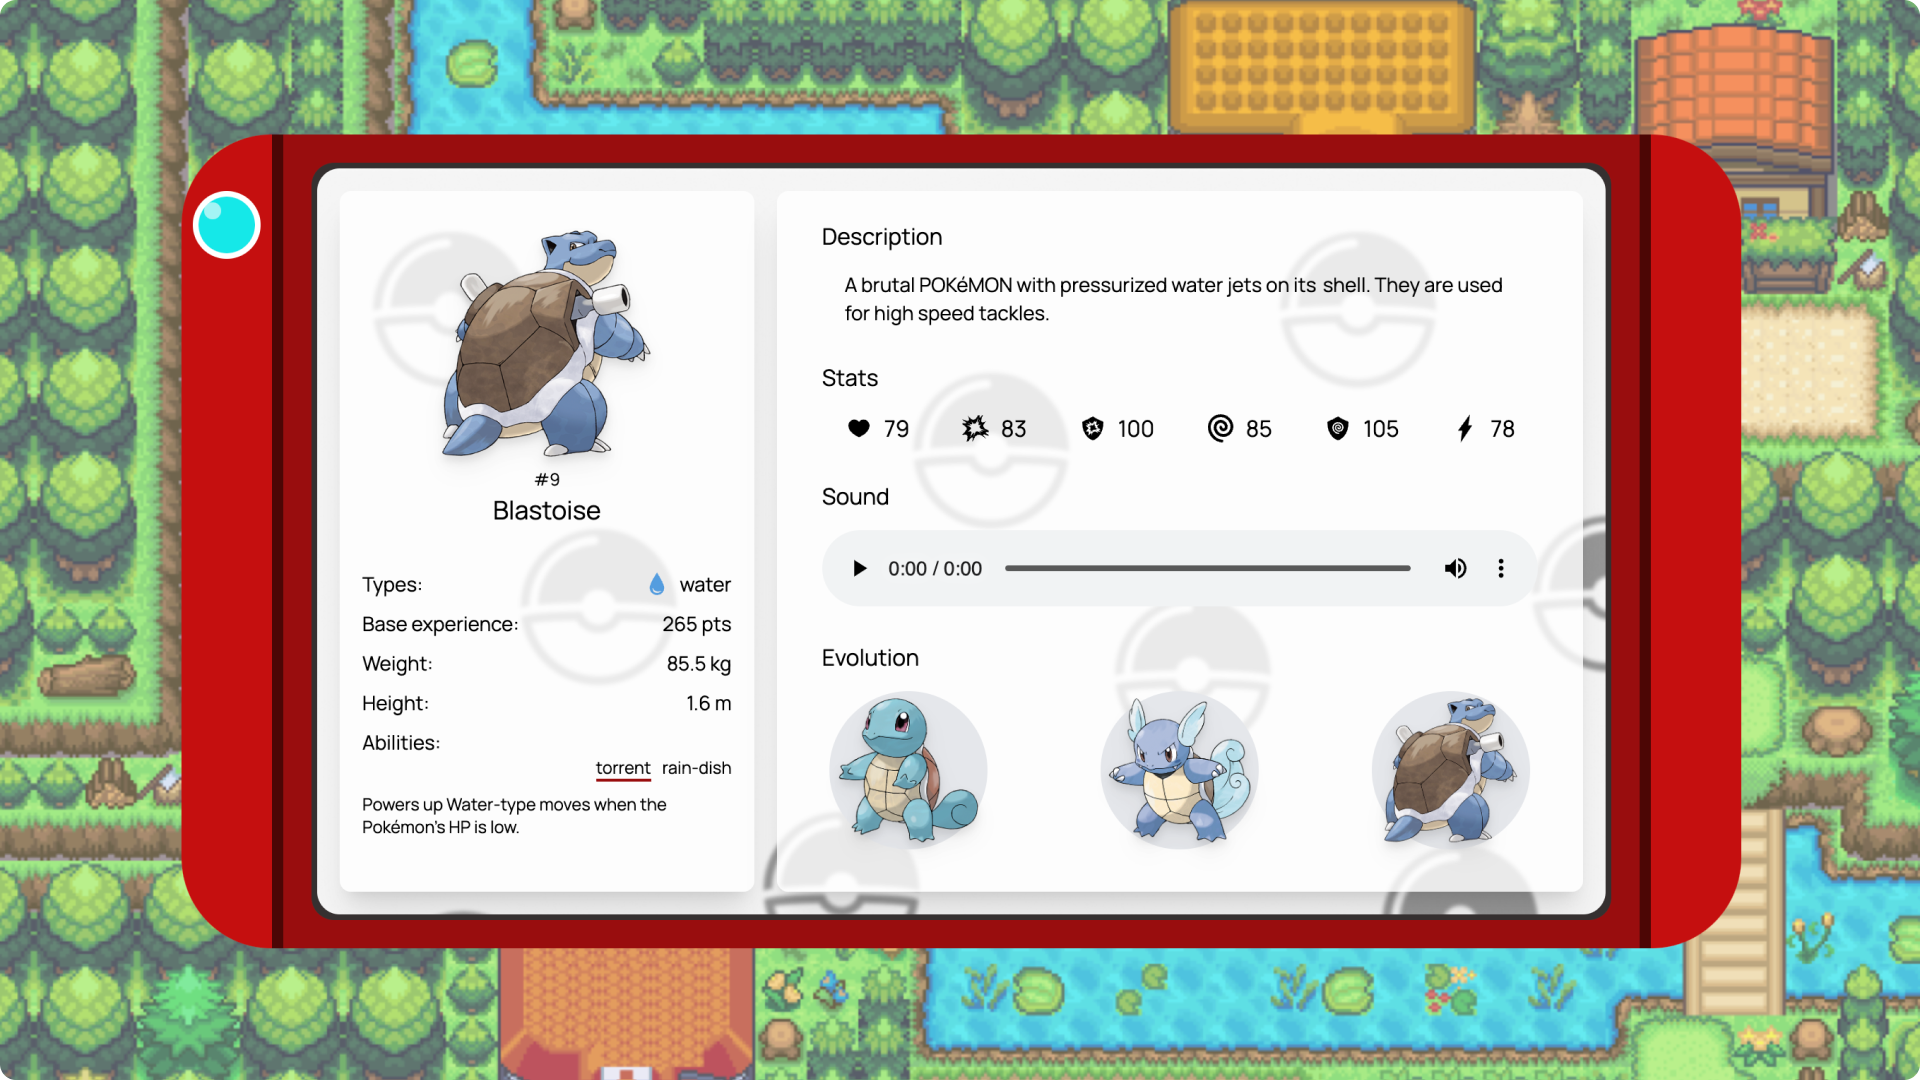 #9
Blastoise
Types: water
Base experience: 265 pts
Weight: 85.5 kg
Height: 1.6 m
Abilities:
torrent rain-dish
Powers up Water-type moves when the
Pokémon's HP is low.
Description
A brutal POKéMON with pressurized water jets on its shell. They are used
for high speed tackles.
Stats
79 83 100 85 105 78
Sound
0:00 / 0:00
Evolution